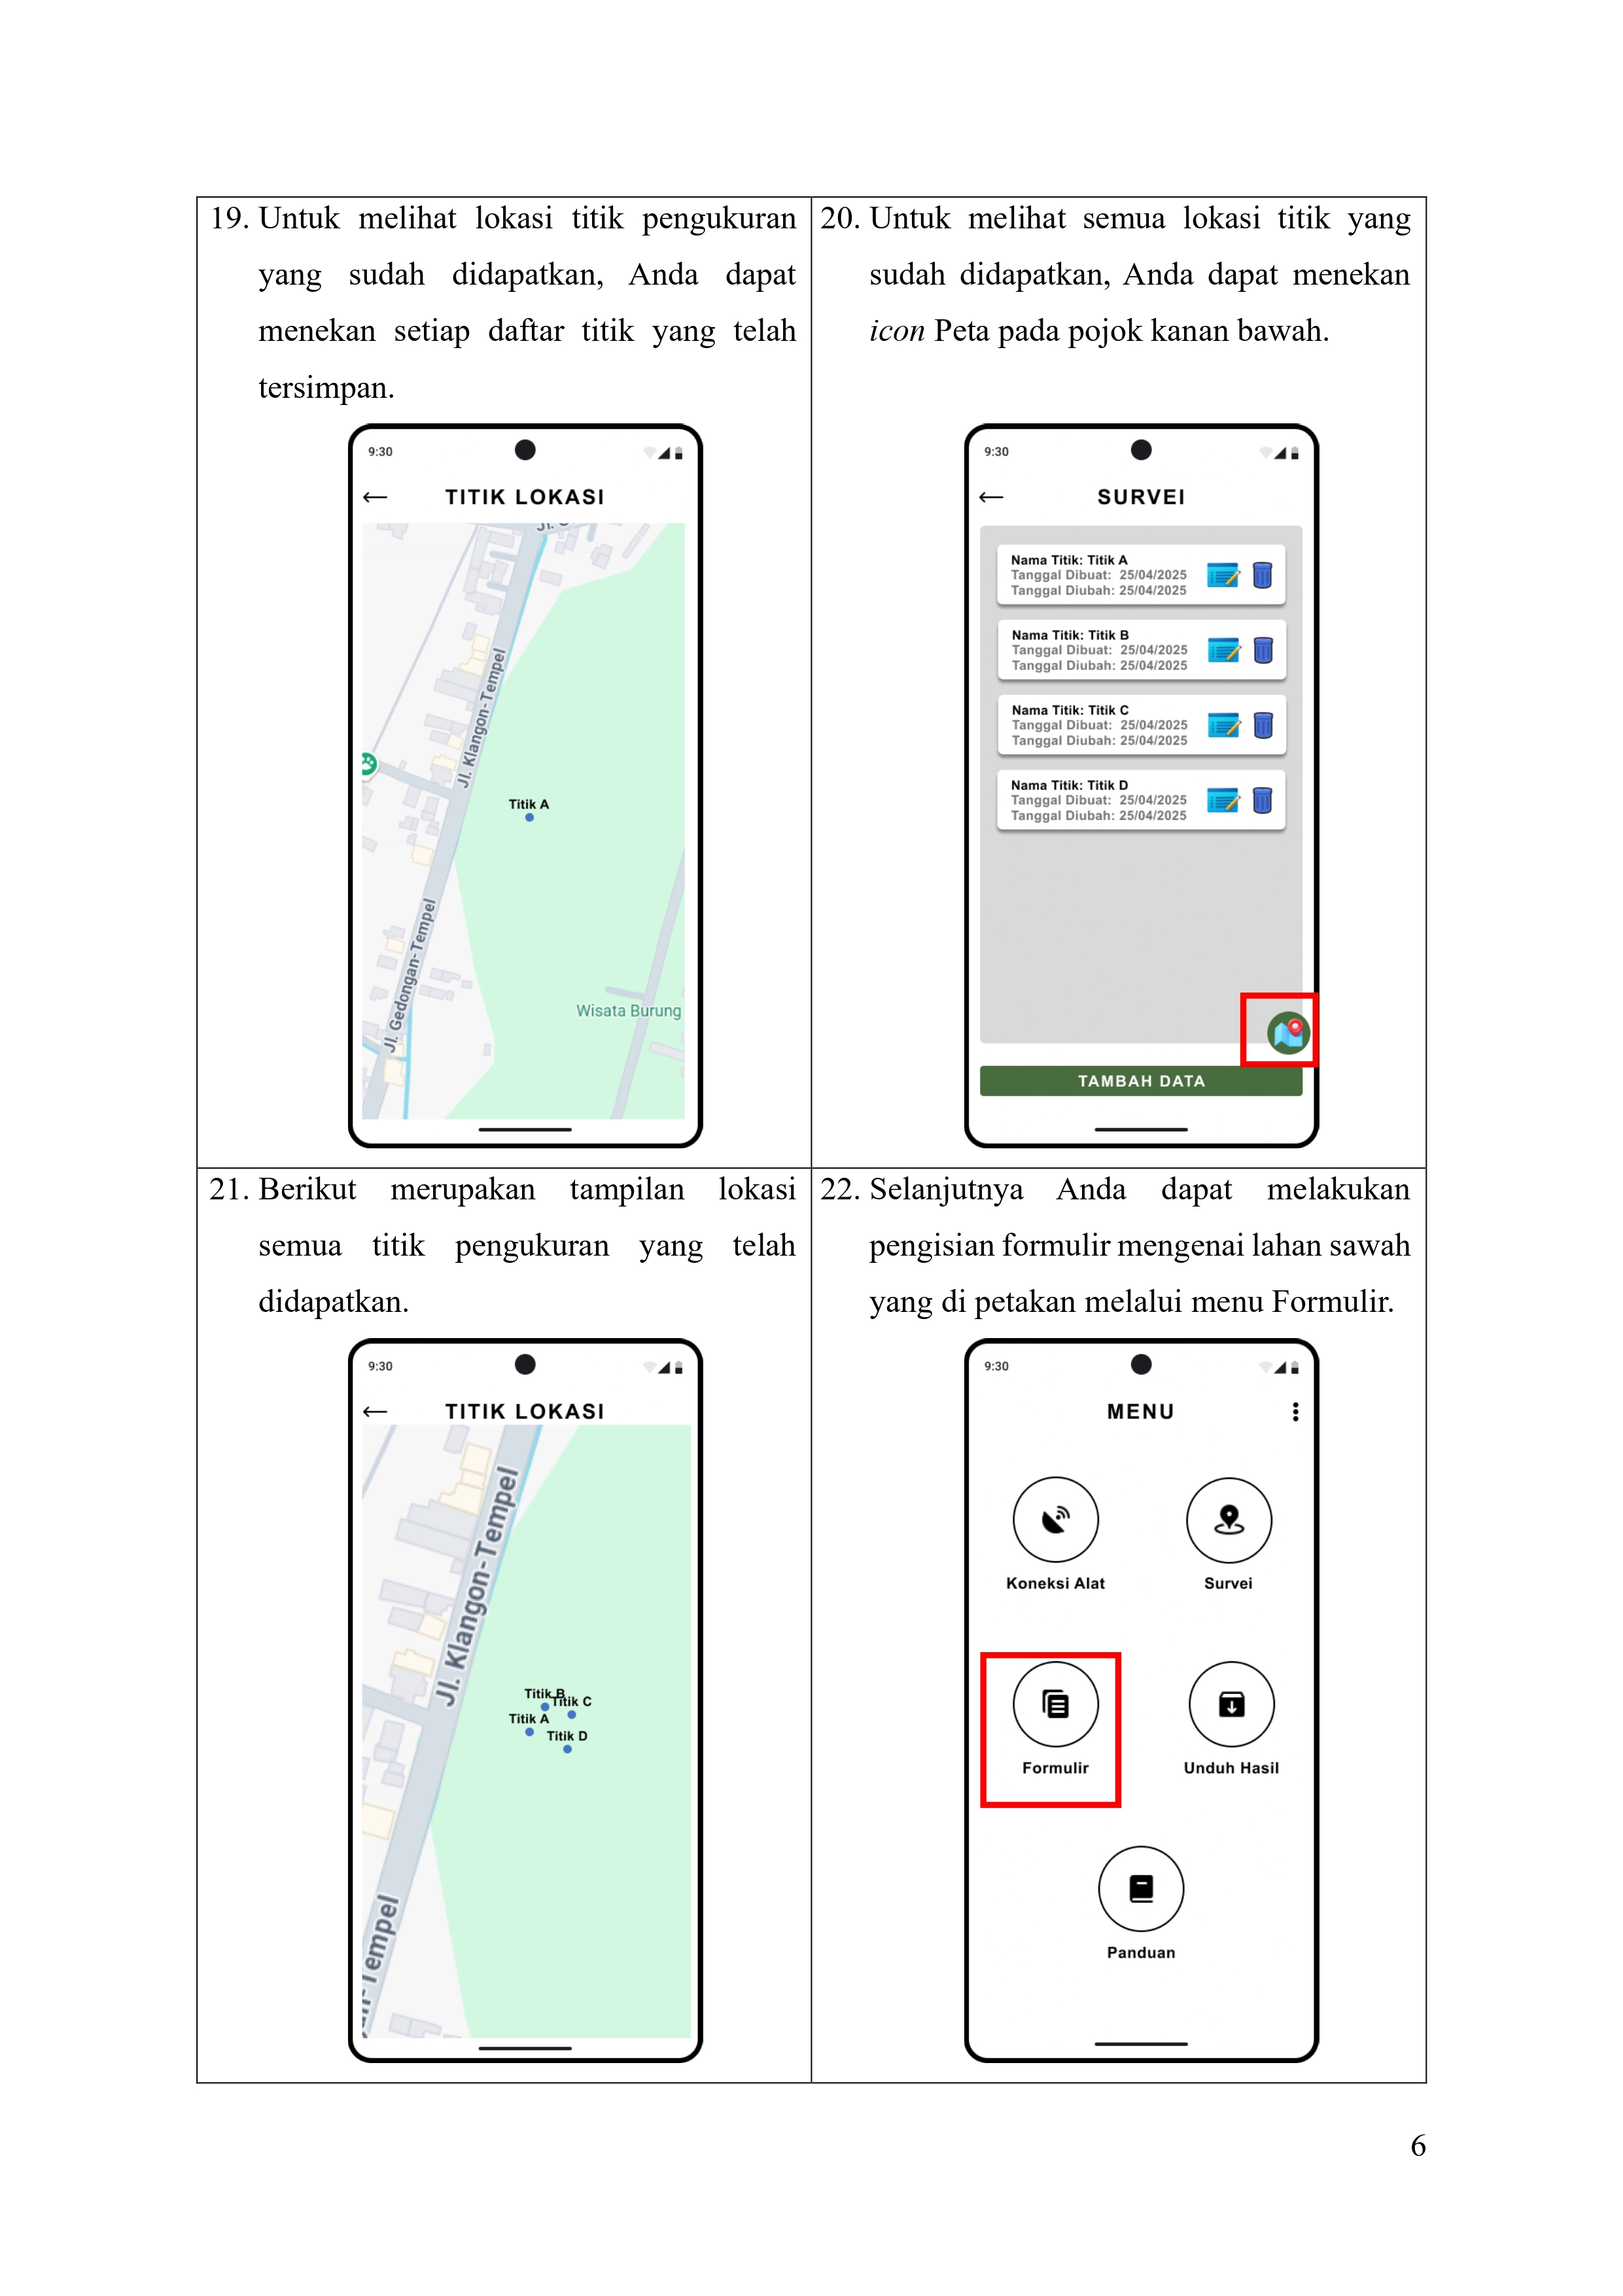 19. Untuk melihat lokasi titik pengukuran
yang sudah didapatkan, Anda dapat
menekan setiap daftar titik yang telah
tersimpan.
9:30
TITIK LOKASI
Jl. Klangon-Tempel
Titik A
Jl. Gedongan-Tempel
Wisata Burung
20. Untuk melihat semua lokasi titik yang
sudah didapatkan, Anda dapat menekan
icon Peta pada pojok kanan bawah.
9:30
SURVEI
Nama Titik: Titik A
Tanggal Dibuat: 25/04/2025
Tanggal Diubah: 25/04/2025
Nama Titik: Titik B
Tanggal Dibuat: 25/04/2025
Tanggal Diubah: 25/04/2025
Nama Titik: Titik C
Tanggal Dibuat: 25/04/2025
Tanggal Diubah: 25/04/2025
Nama Titik: Titik D
Tanggal Dibuat: 25/04/2025
Tanggal Diubah: 25/04/2025
TAMBAH DATA
21. Berikut merupakan tampilan lokasi
semua titik pengukuran yang telah
didapatkan.
9:30
TITIK LOKASI
Jl. Klangon-Tempel
Titik B
Titik C
Titik A
Titik D
Tempel
22. Selanjutnya Anda dapat melakukan
pengisian formulir mengenai lahan sawah
yang di petakan melalui menu Formulir.
9:30
MENU
Koneksi Alat
Survei
Formulir
Unduh Hasil
Panduan
6